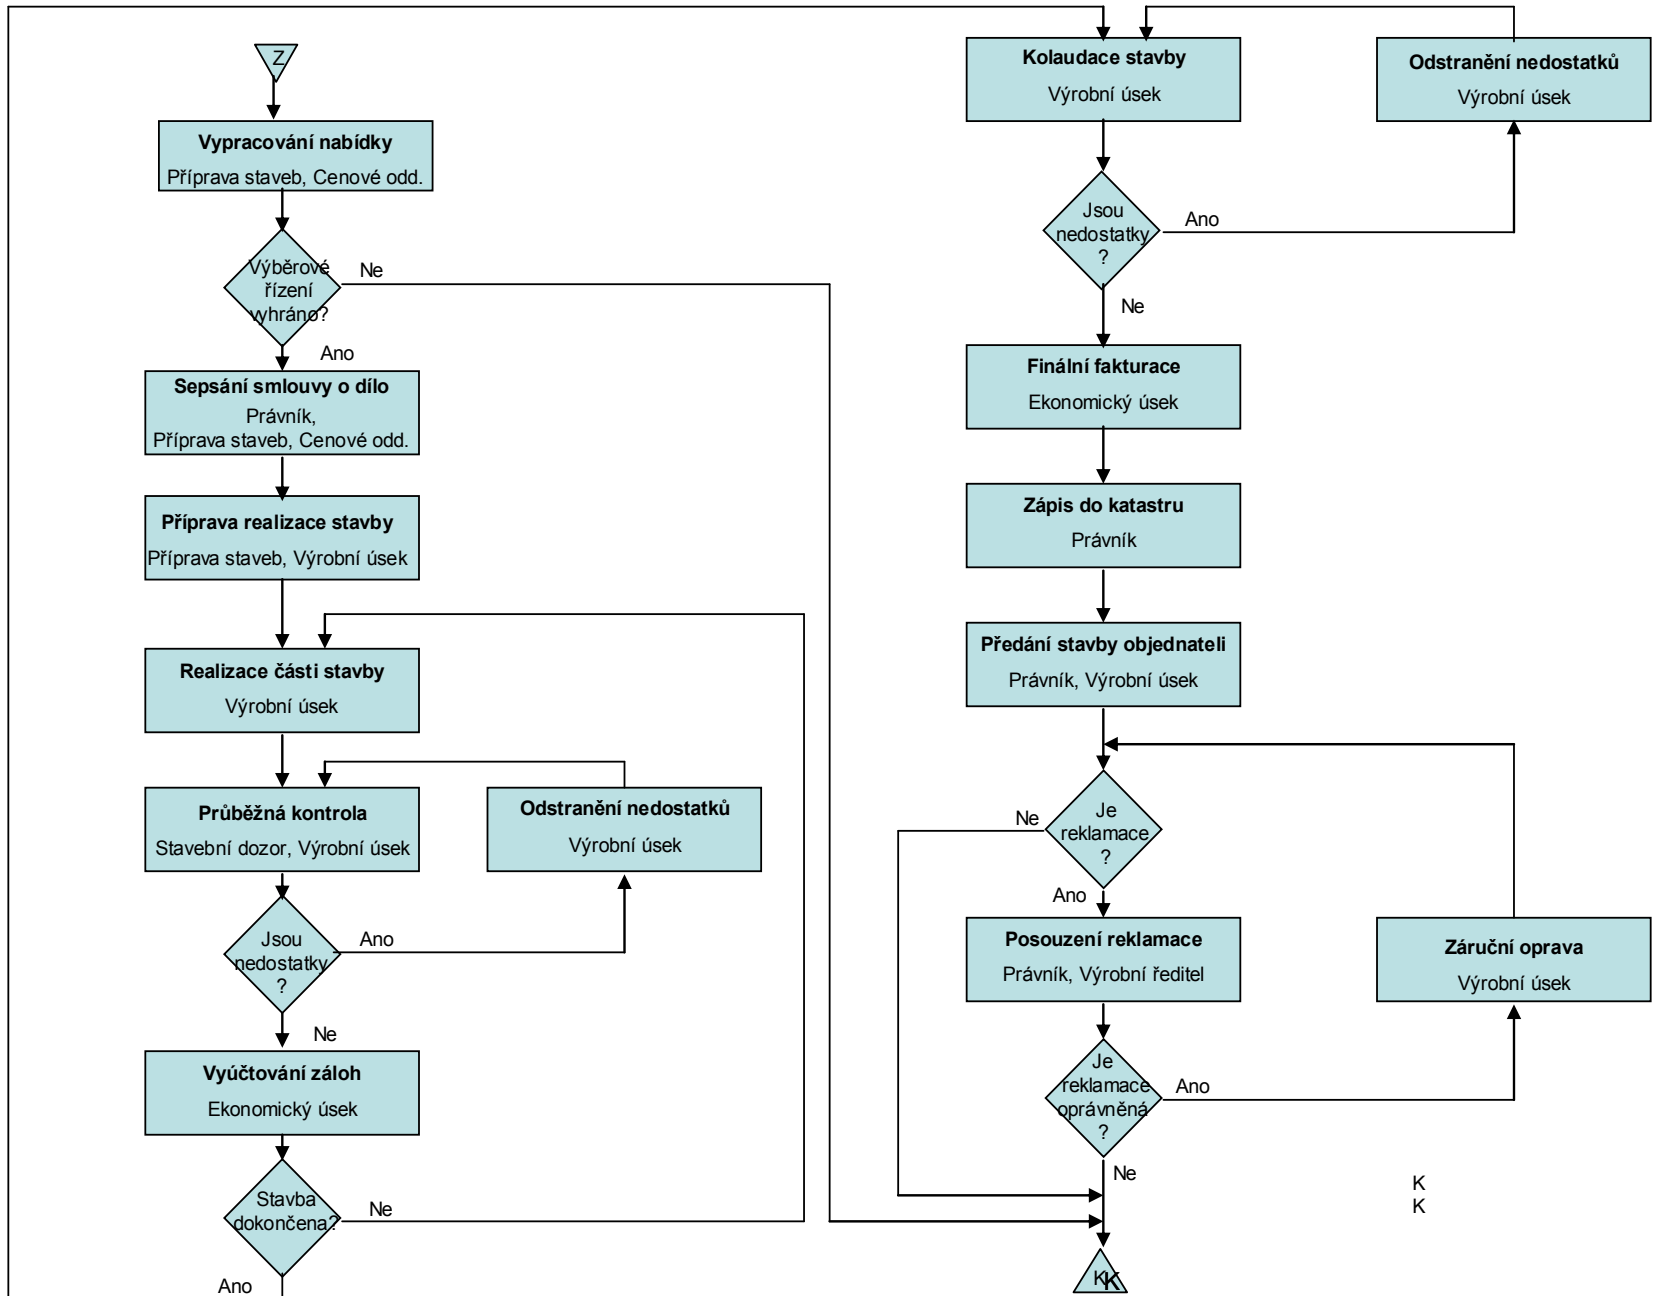 Z
Vypracování nabídky
Příprava staveb, Cenové odd.
Výběrové
řízení
vyhráno?
Ne
Ano
Sepsání smlouvy o dílo
Právník,
Příprava staveb, Cenové odd.
Příprava realizace stavby
Příprava staveb, Výrobní úsek
Realizace části stavby
Výrobní úsek
Průběžná kontrola
Stavební dozor, Výrobní úsek
Odstranění nedostatků
Výrobní úsek
Jsou
nedostatky
?
Ano
Ne
Vyúčtování záloh
Ekonomický úsek
Stavba
dokončena?
Ne
Ano
Kolaudace stavby
Výrobní úsek
Odstranění nedostatků
Výrobní úsek
Jsou
nedostatky
?
Ano
Ne
Finální fakturace
Ekonomický úsek
Zápis do katastru
Právník
Předání stavby objednateli
Právník, Výrobní úsek
Je
reklamace
?
Ne
Ano
Posouzení reklamace
Právník, Výrobní ředitel
Záruční oprava
Výrobní úsek
Je
reklamace
oprávněná
?
Ano
Ne
K
K
KK